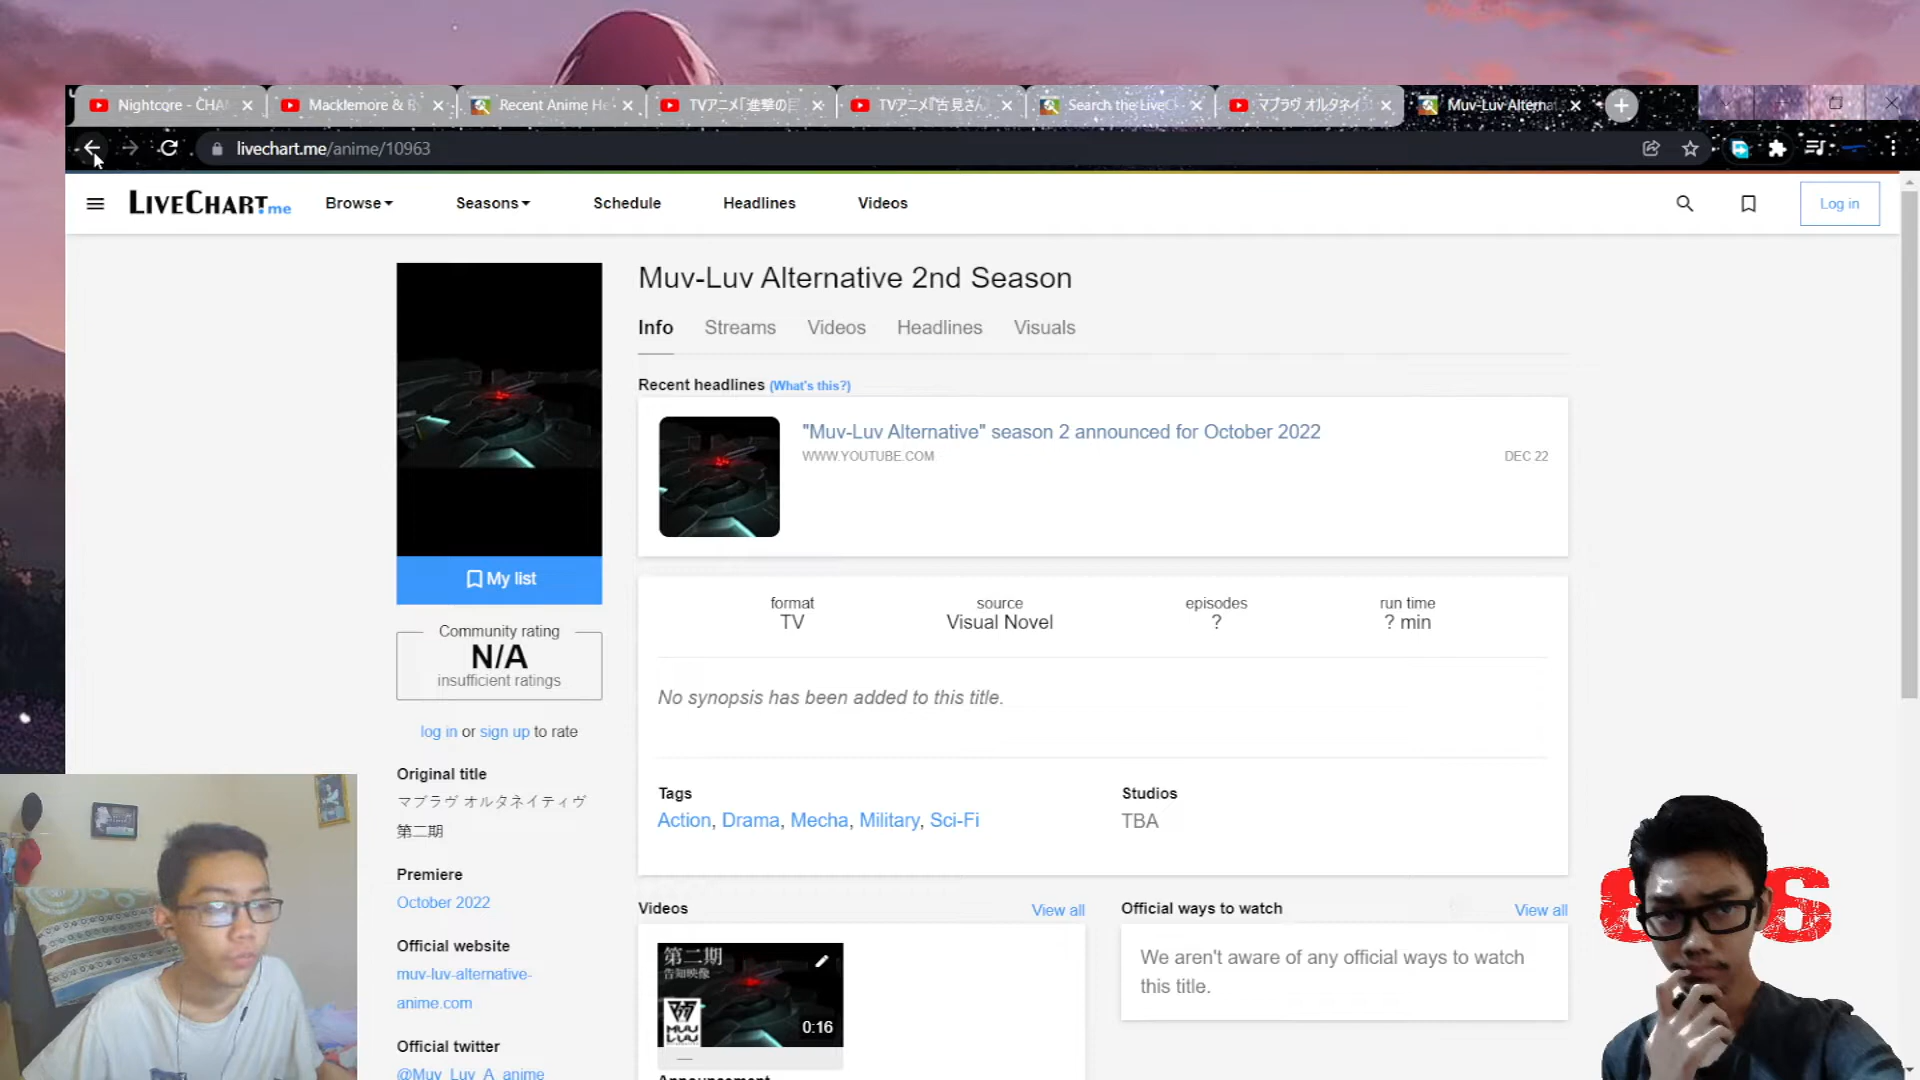 Nightcore - CHA
Macklemore & R
Recent Anime He
TVアニメ「進撃の巨
TVアニメ『古見さん
Search the LiveC
マブラヴ オルタネイ
Muv-Luv Alternat
livechart.me/anime/10963
LIVECHART.me
Browse
Seasons
Schedule
Headlines
Videos
Log in
Muv-Luv Alternative 2nd Season
Info
Streams
Videos
Headlines
Visuals
Recent headlines (What's this?)
"Muv-Luv Alternative" season 2 announced for October 2022
WWW.YOUTUBE.COM
DEC 22
My list
format
TV
source
Visual Novel
episodes
?
run time
? min
Community rating
N/A
insufficient ratings
log in or sign up to rate
No synopsis has been added to this title.
Original title
マブラヴ オルタネイティヴ
第二期
Tags
Action, Drama, Mecha, Military, Sci-Fi
Studios
TBA
Premiere
October 2022
Official website
muv-luv-alternative-
anime.com
Official twitter
@Muv_Luv_A_anime
Videos
View all
第二期
告知映像
MUV
LUV
0:16
Announcement
Official ways to watch
View all
We aren't aware of any official ways to watch
this title.